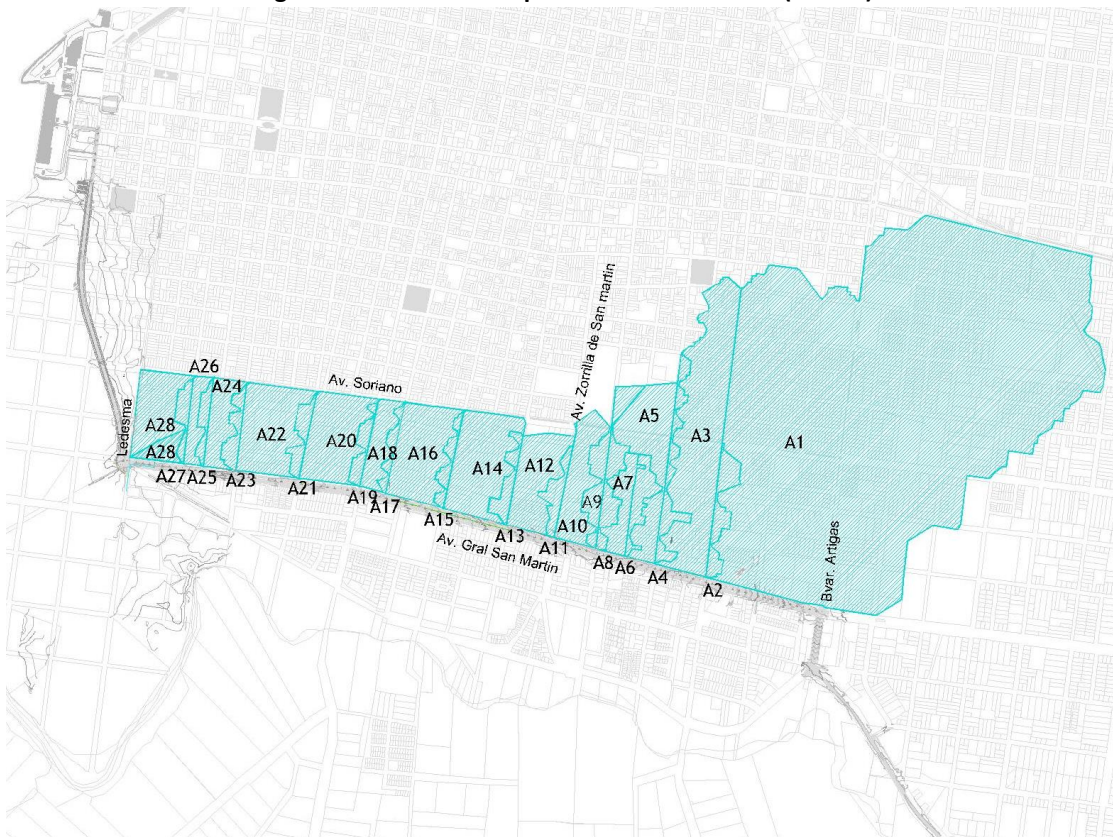 A26
A24
Av. Soriano
Av. Zorrilla de San martin
Ledesma
A28
A28
A22
A20
A18
A16
A14
A12
A10
A9
A7
A5
A3
A1
A27
A25
A23
A21
A19
A17
A15
A13
A11
A8
A6
A4
A2
Av. Gral San Martin
Bvar. Artigas